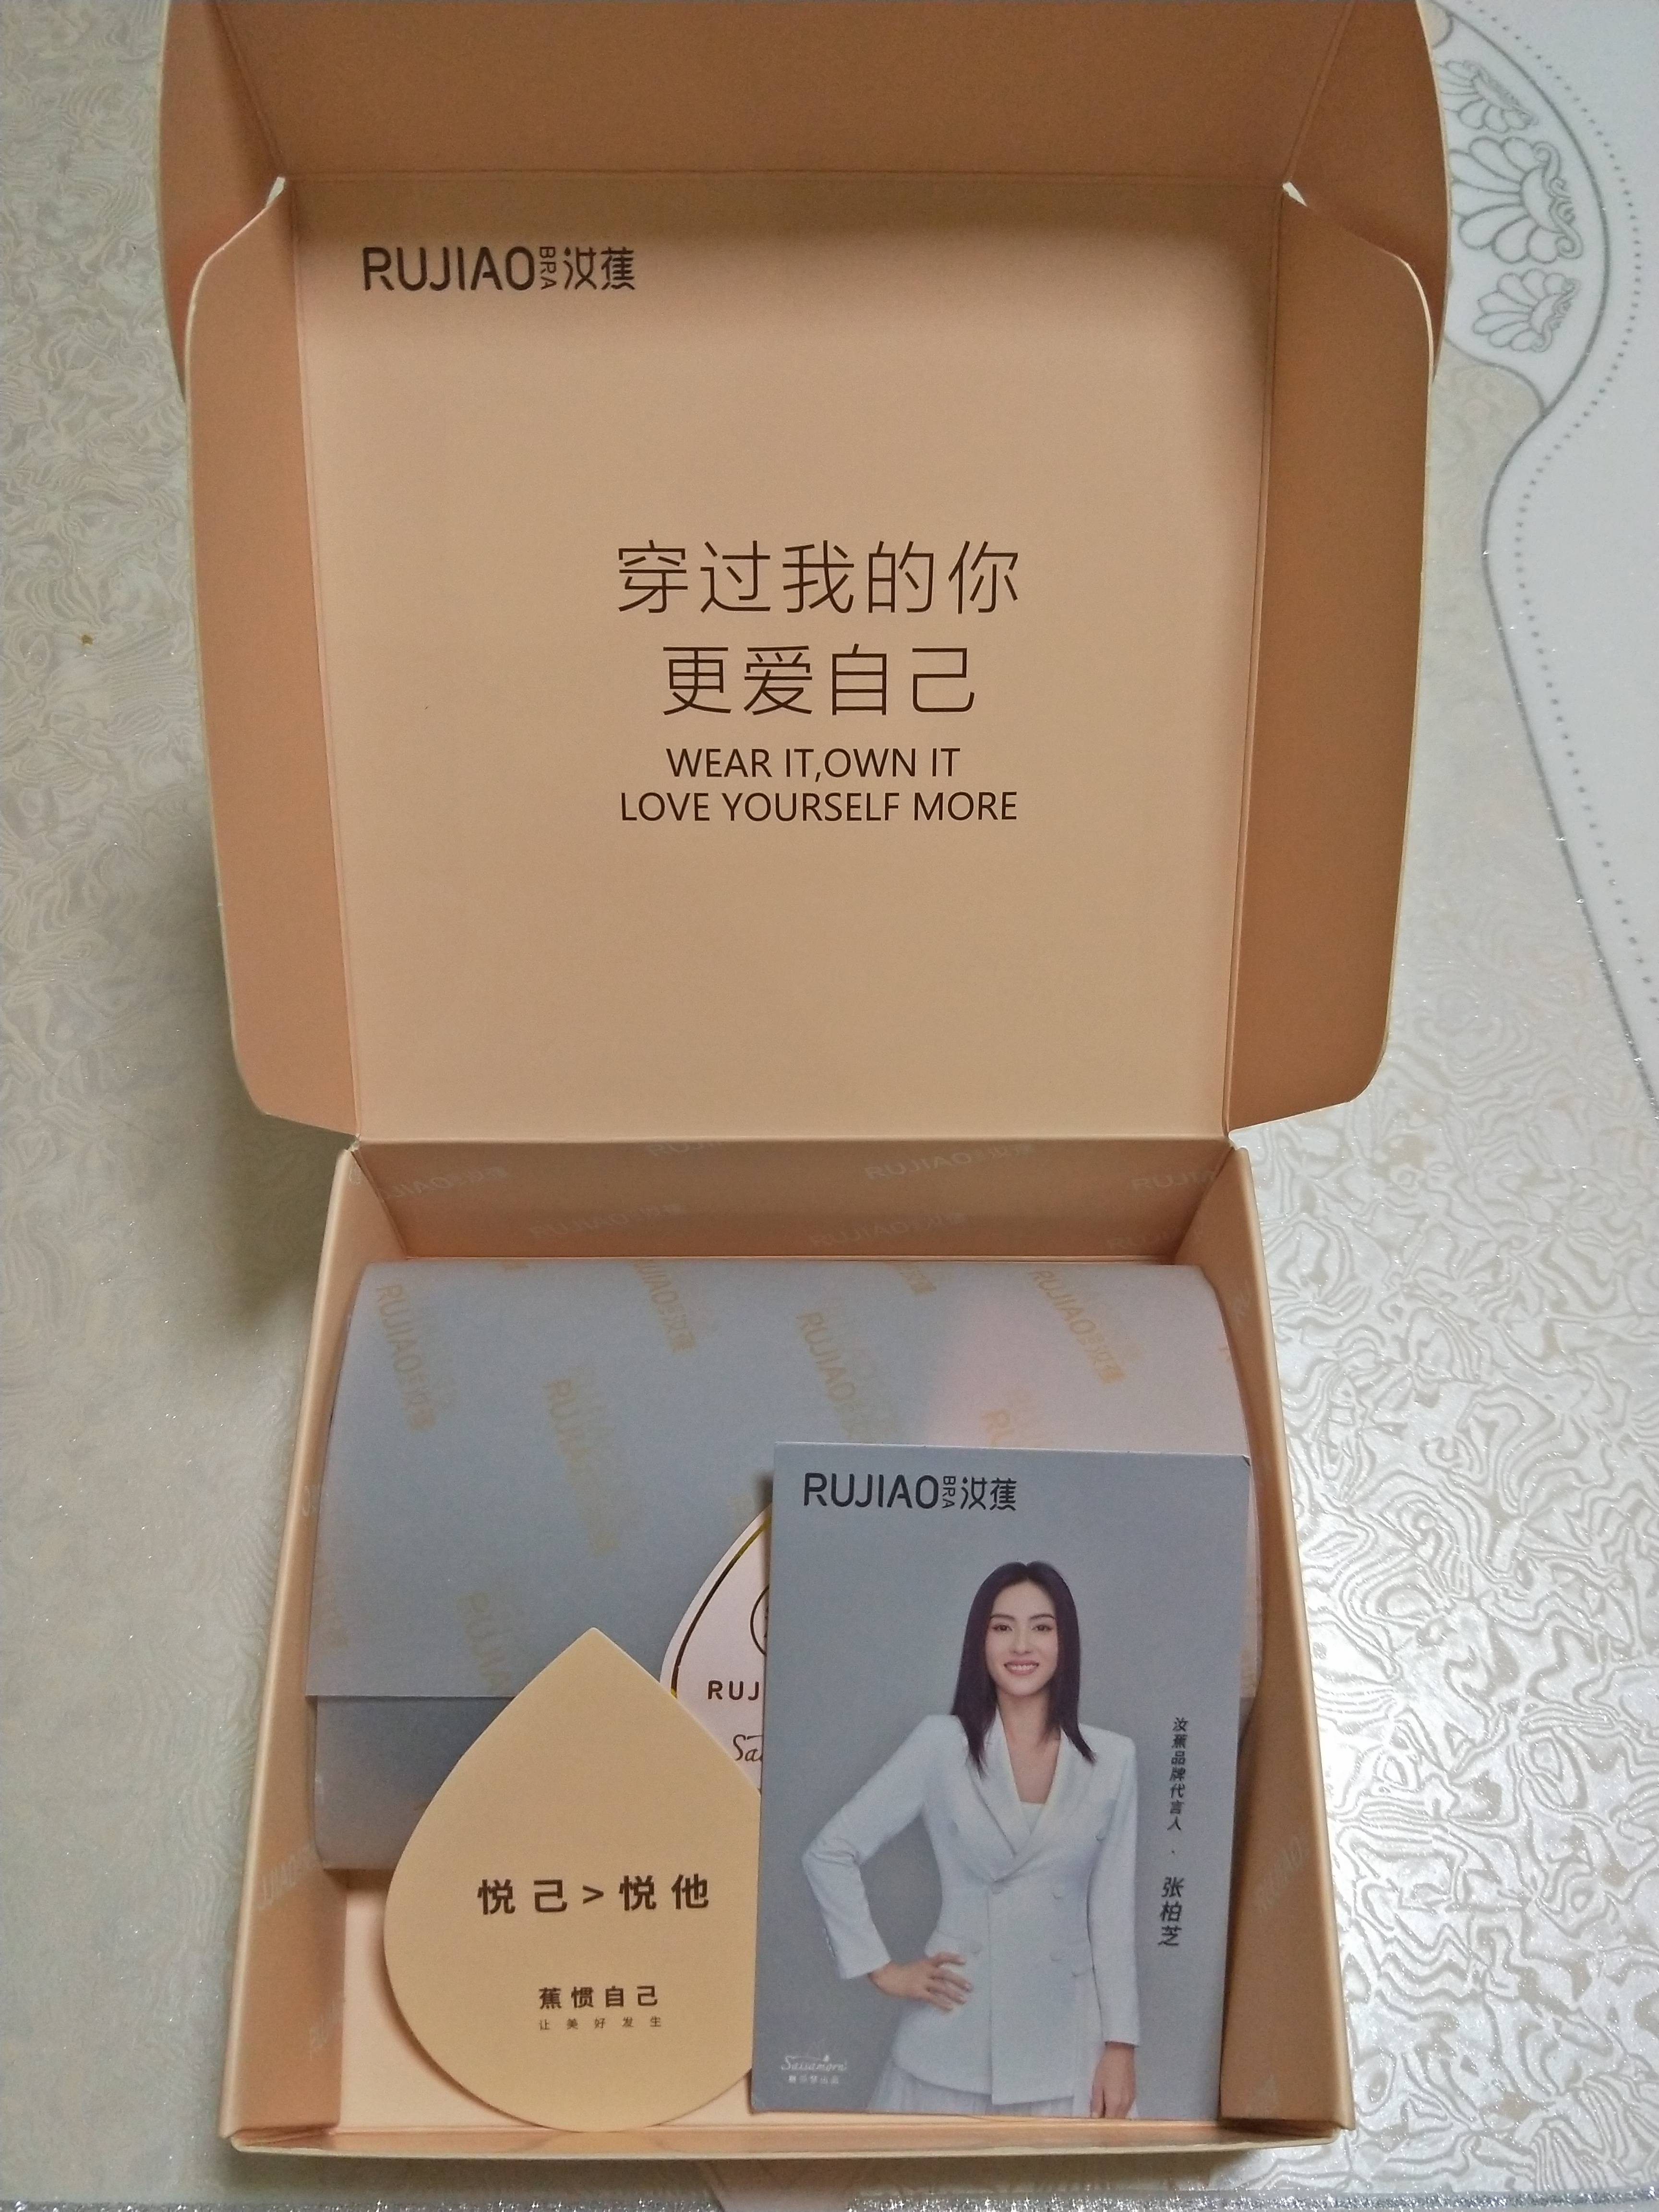 RUJIAO BRA 汝蕉
穿过我的你
更爱自己
WEAR IT,OWN IT
LOVE YOURSELF MORE
RUJIAO BRA 汝蕉
汝蕉品牌代言人 · 张柏芝
悦己>悦他
蕉惯自己
让美好发生